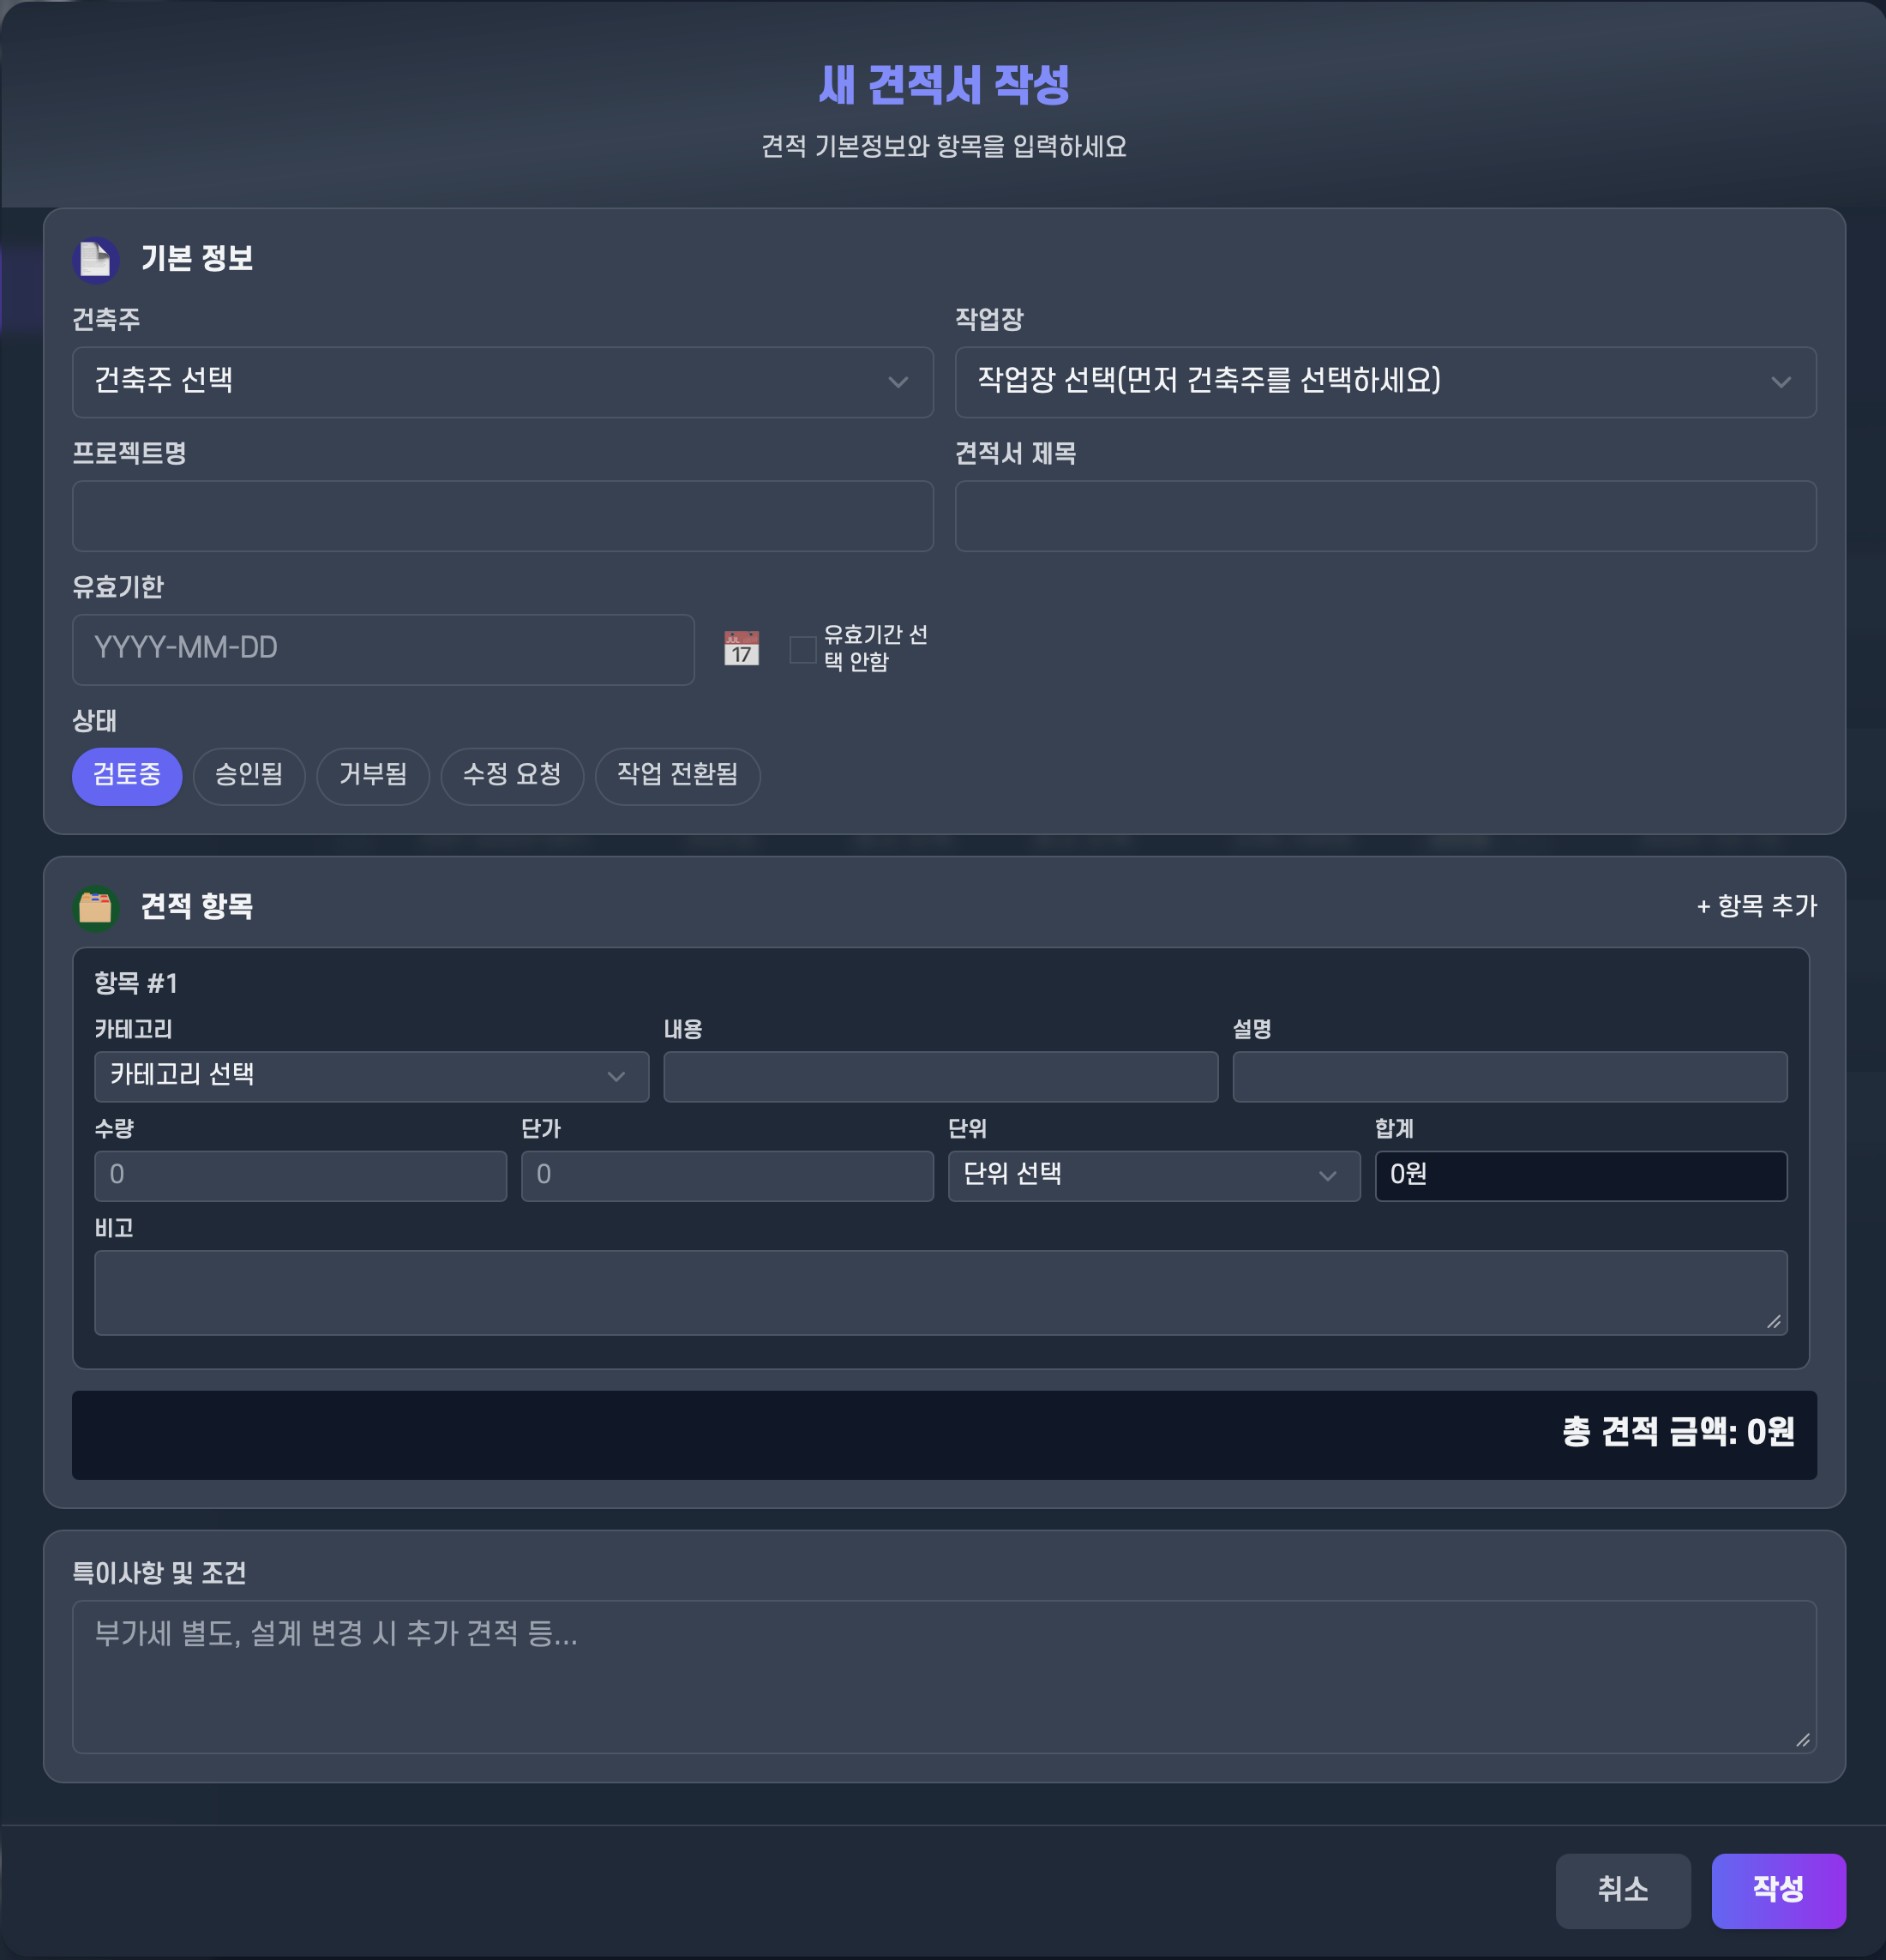 새 견적서 작성
견적 기본정보와 항목을 입력하세요
기본 정보
건축주
작업장
건축주 선택
작업장 선택(먼저 건축주를 선택하세요)
프로젝트명
견적서 제목
유효기한
YYYY-MM-DD
JUL
17
유효기간 선
택 안함
상태
검토중
승인됨
거부됨
수정 요청
작업 전환됨
견적 항목
+ 항목 추가
항목 #1
카테고리
내용
설명
카테고리 선택
수량
단가
단위
합계
0
0
단위 선택
0원
비고
총 견적 금액: 0원
특이사항 및 조건
부가세 별도, 설계 변경 시 추가 견적 등...
취소
작성